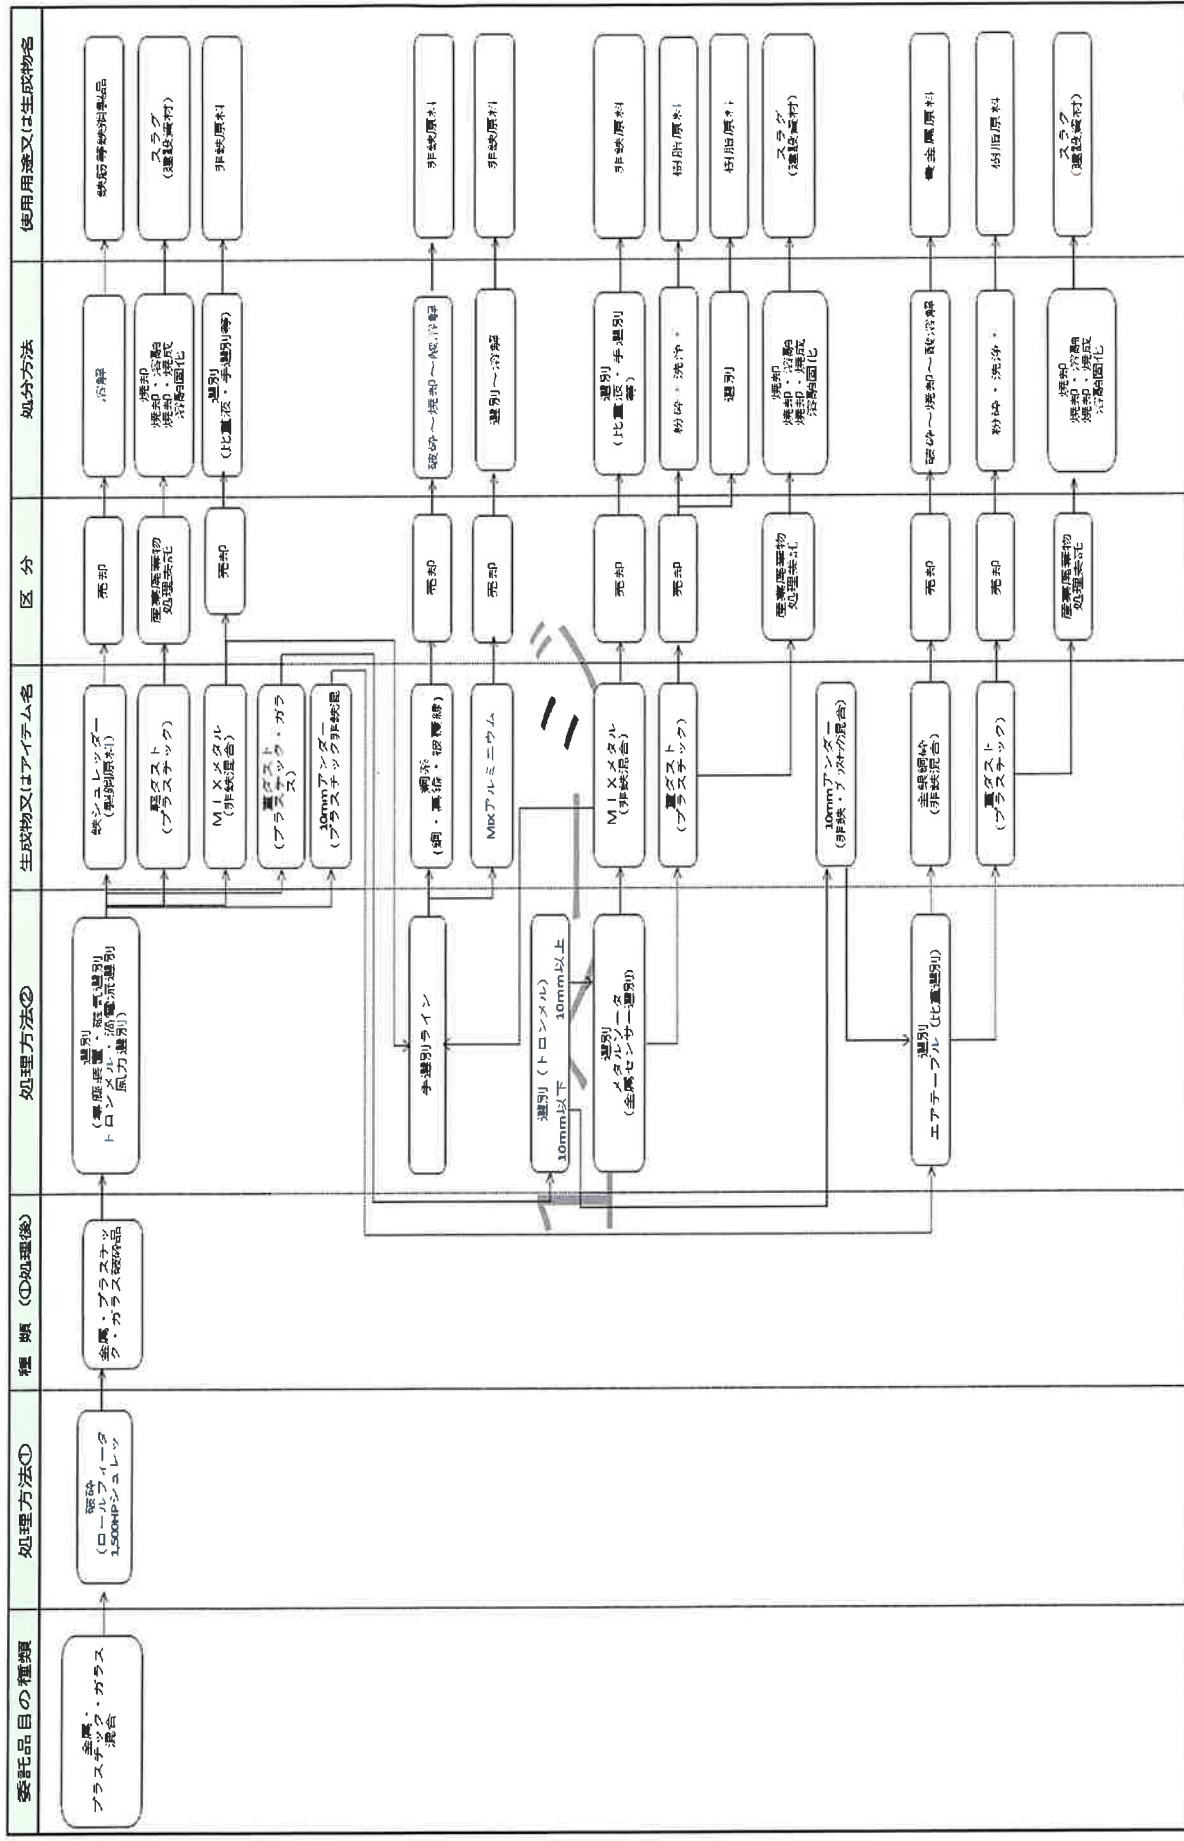 委託品目の種類
処理方法①
種 類 (①処理後)
処理方法②
生成物又はアイテム名
区 分
処分方法
使用用途又は生成物名
金属・
プラスチック・ガラス
混合
破砕
(ロールフィータ
1,500HPシュレッ
金属・プラスチッ
ク・ガラス破砕品
選別
(集塵装置・磁気選別
トロンメル・渦電流選別
風力選別)
鉄シュレッダー
(製鋼原料)
売却
溶解
鉄筋等鉄鋼製品
軽ダスト
(プラスチック)
産業廃棄物
処理委託
焼却
焼却・溶融
焼却・焼成
溶融固化
スラグ
(建設資材)
MIXメタル
(非鉄混合)
売却
選別
(比重液・手選別等)
非鉄原料
重ダスト
(プラスチック・ガラ
ス)
10mmアンダー
(プラスチック非鉄混
手選別ライン
銅系
(銅・真鍮・被覆線)
売却
破砕~焼却~酸溶解
非鉄原料
MIXアルミニウム
売却
選別~溶解
非鉄原料
選別 (トロンメル)
10mm以下 10mm以上
選別
メタルソータ
(金属センサー選別)
MIXメタル
(非鉄混合)
売却
選別
(比重液・手選別
等)
非鉄原料
重ダスト
(プラスチック)
売却
粉砕・洗浄・
樹脂原料
選別
樹脂原料
産業廃棄物
処理委託
焼却
焼却・溶融
焼却・焼成
溶融固化
スラグ
(建設資材)
10mmアンダー
(非鉄・プラスチック混合)
選別
エアテーブル (比重選別)
金銀銅滓
(非鉄混合)
売却
破砕~焼却~酸溶解
貴金属原料
重ダスト
(プラスチック)
売却
粉砕・洗浄・
樹脂原料
産業廃棄物
処理委託
焼却
焼却・溶融
焼却・焼成
溶融固化
スラグ
(建設資材)